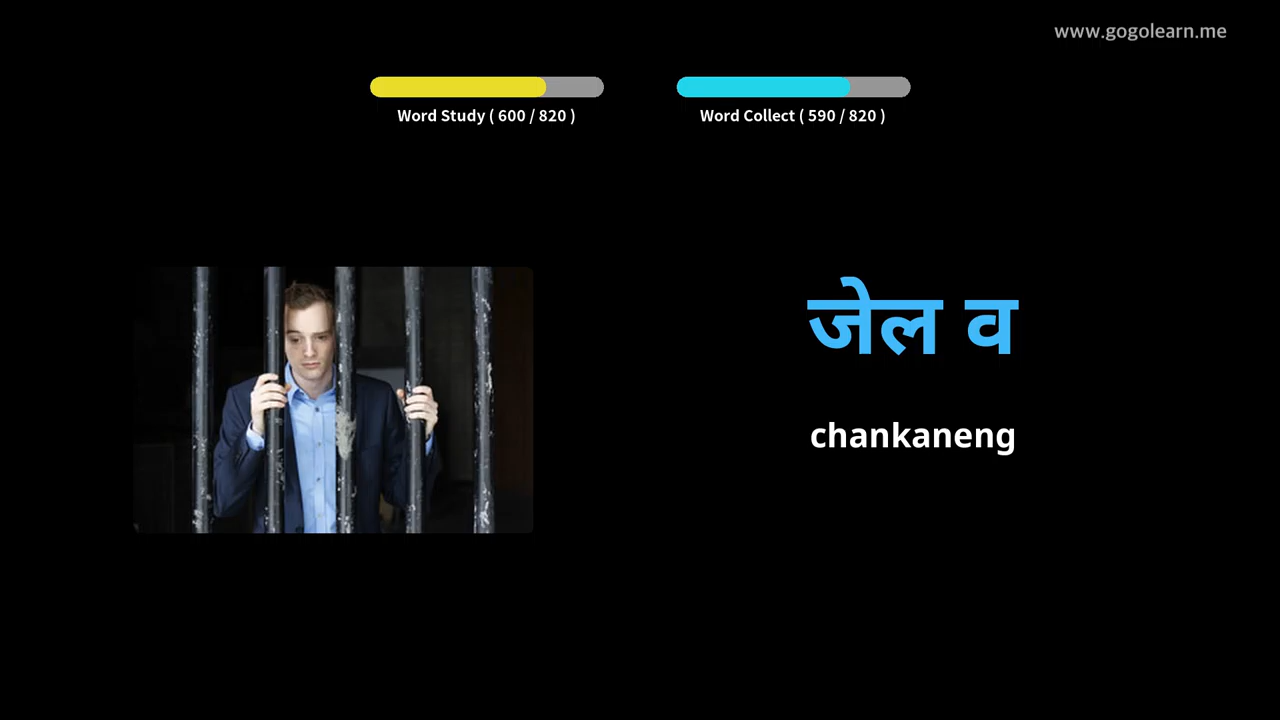 www.gogolearn.me
Word Study ( 600 / 820 )
Word Collect ( 590 / 820 )
जेल व
chankaneng